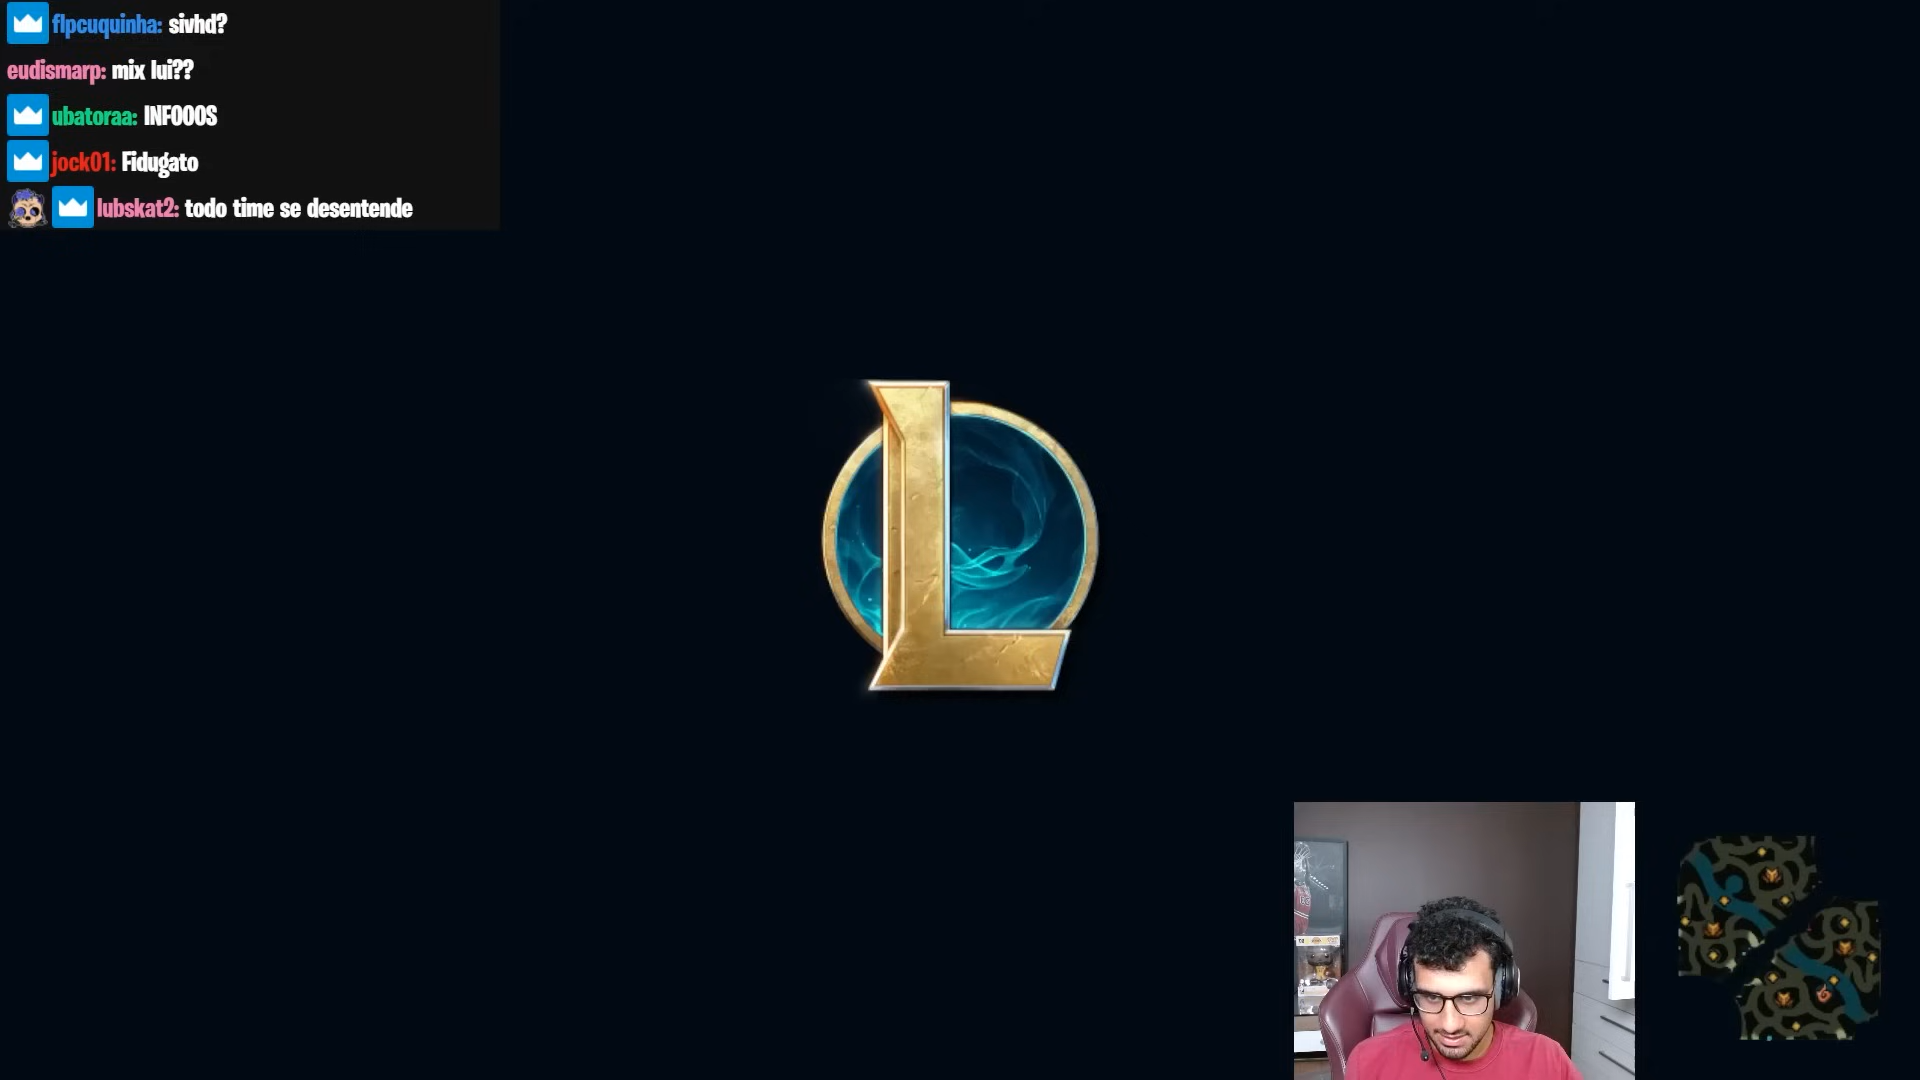 flpcuquinha: sivhd?
eudismarp: mix lui??
ubatoraa: INFOOOS
jock01: Fidugato
lubskat2: todo time se desentende
L